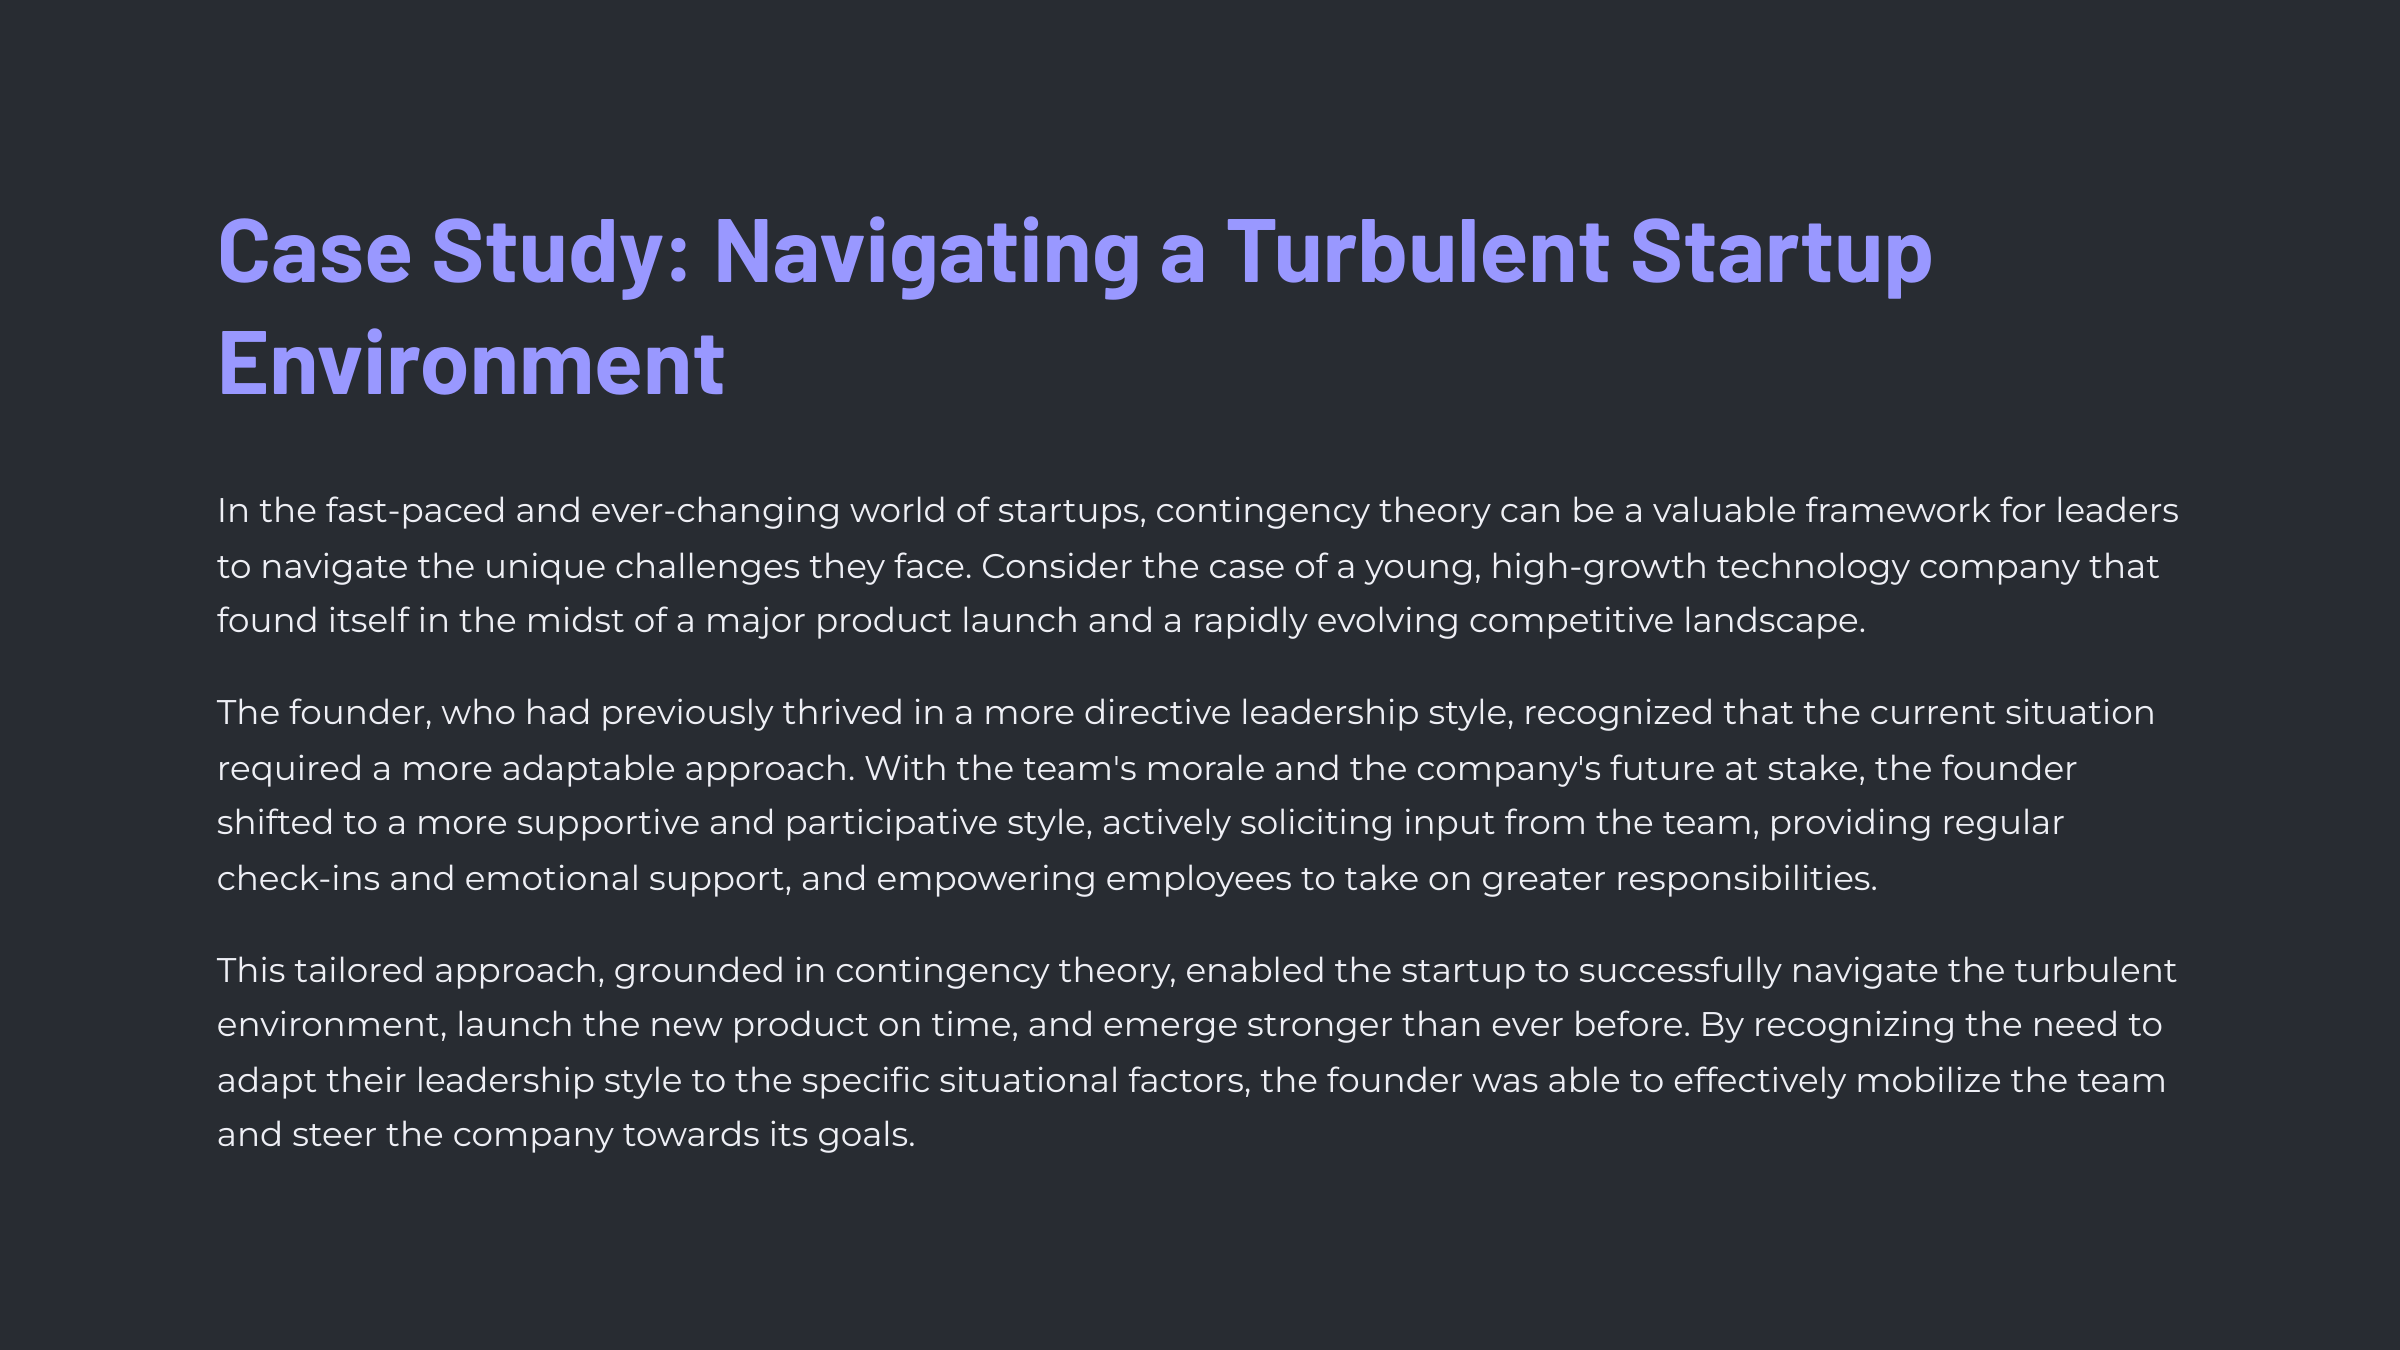 Case Study: Navigating a Turbulent Startup
Environment
In the fast-paced and ever-changing world of startups, contingency theory can be a valuable framework for leaders
to navigate the unique challenges they face. Consider the case of a young, high-growth technology company that
found itself in the midst of a major product launch and a rapidly evolving competitive landscape.
The founder, who had previously thrived in a more directive leadership style, recognized that the current situation
required a more adaptable approach. With the team's morale and the company's future at stake, the founder
shifted to a more supportive and participative style, actively soliciting input from the team, providing regular
check-ins and emotional support, and empowering employees to take on greater responsibilities.
This tailored approach, grounded in contingency theory, enabled the startup to successfully navigate the turbulent
environment, launch the new product on time, and emerge stronger than ever before. By recognizing the need to
adapt their leadership style to the specific situational factors, the founder was able to effectively mobilize the team
and steer the company towards its goals.